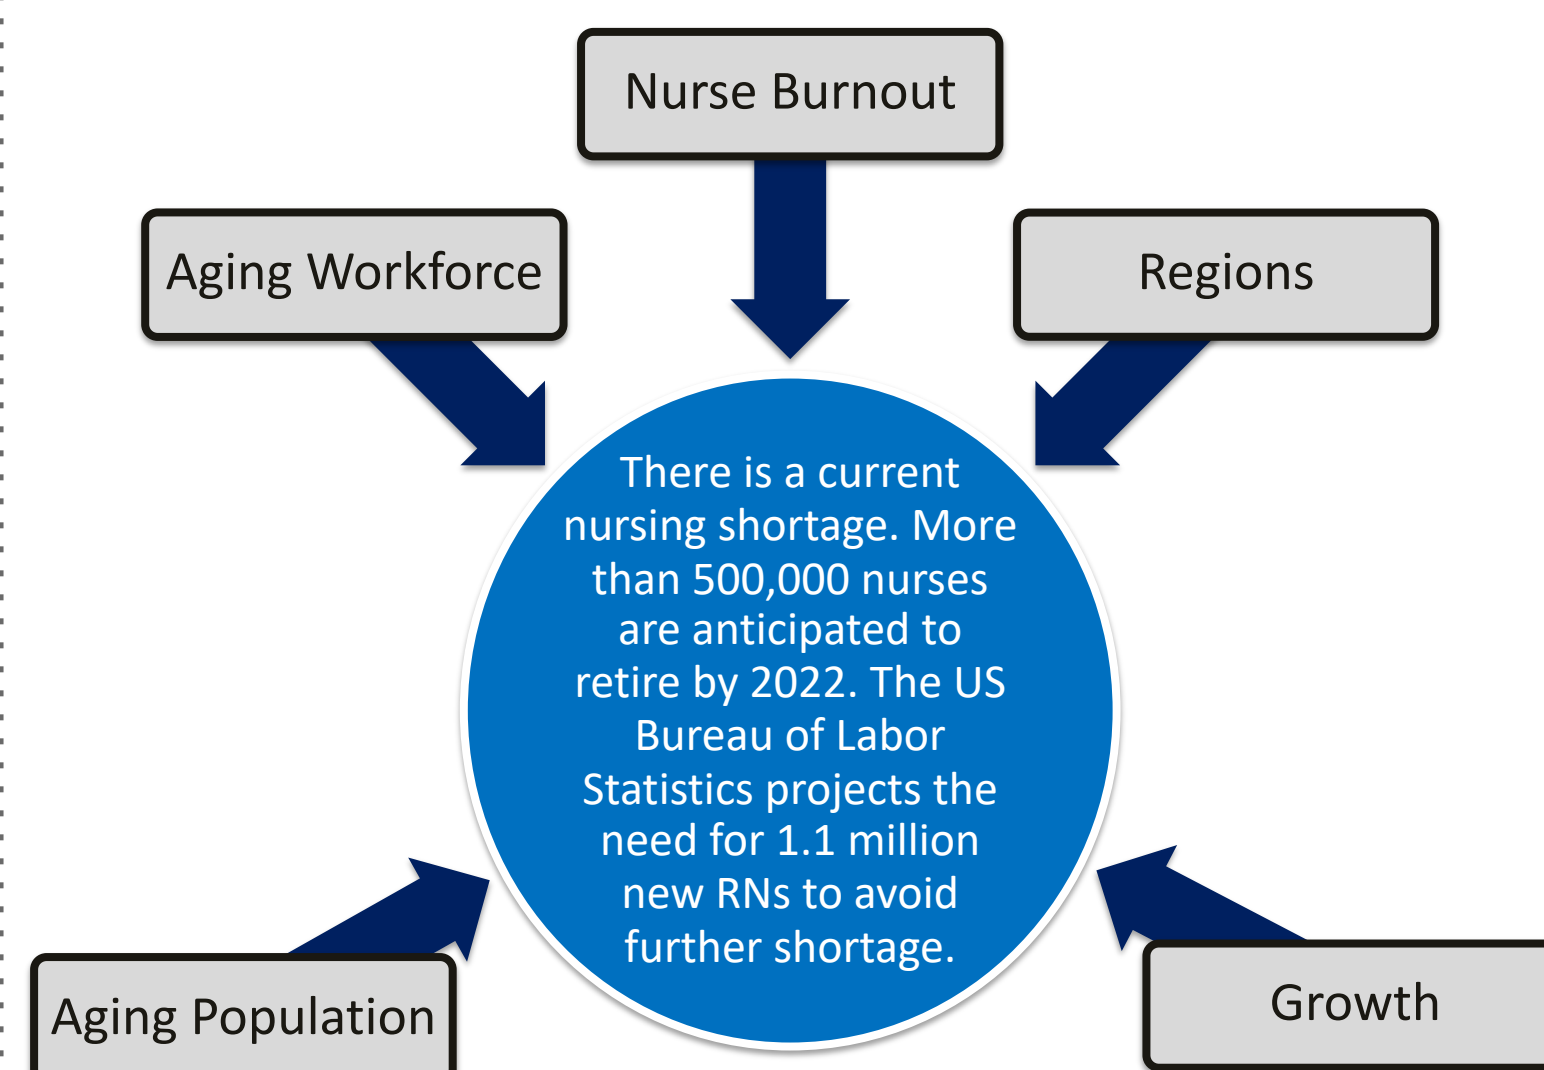 Nurse Burnout
Aging Workforce
Regions
There is a current
nursing shortage. More
than 500,000 nurses
are anticipated to
retire by 2022. The US
Bureau of Labor
Statistics projects the
need for 1.1 million
new RNs to avoid
further shortage.
Aging Population
Growth